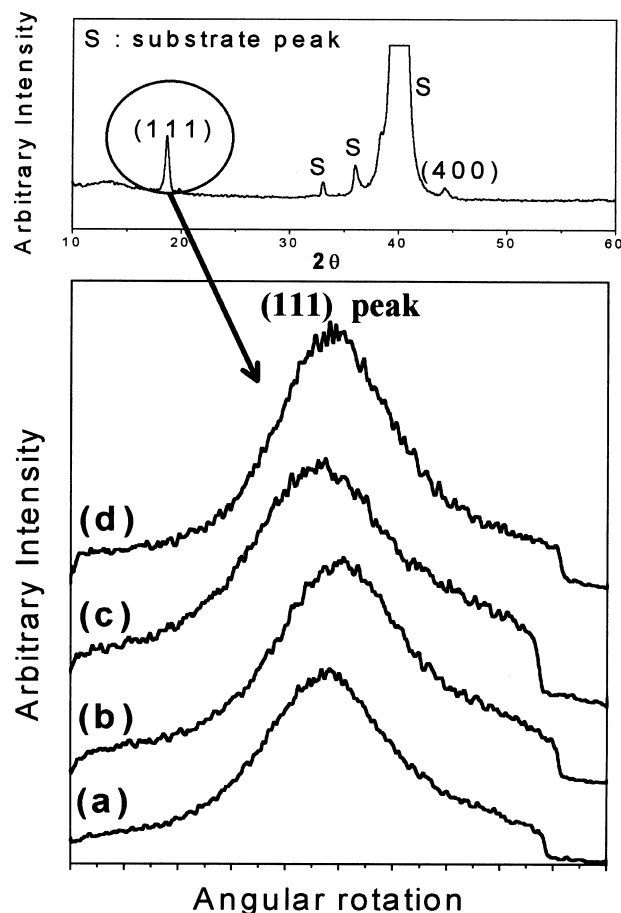 S : substrate peak
(111)
S
S
S
(400)
Arbitrary Intensity
10 20 30 40 50 60
2θ
(111) peak
(d)
(c)
(b)
(a)
Arbitrary Intensity
Angular rotation